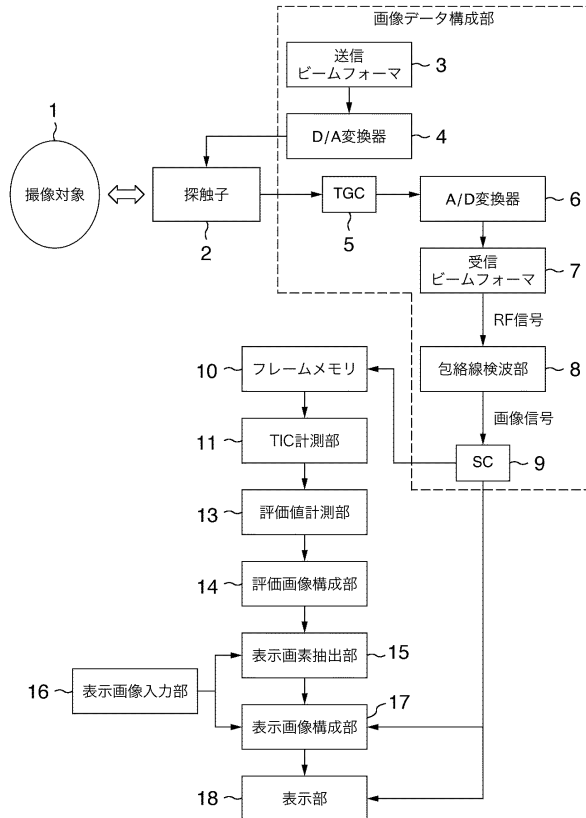 画像データ構成部
送信
ビームフォーマ
3
1
D/A変換器
4
撮像対象
探触子
2
TGC
5
A/D変換器
6
受信
ビームフォーマ
7
RF信号
10
フレームメモリ
包絡線検波部
8
画像信号
11
TIC計測部
SC
9
13
評価値計測部
14
評価画像構成部
表示画素抽出部
15
16
表示画像入力部
17
表示画像構成部
18
表示部